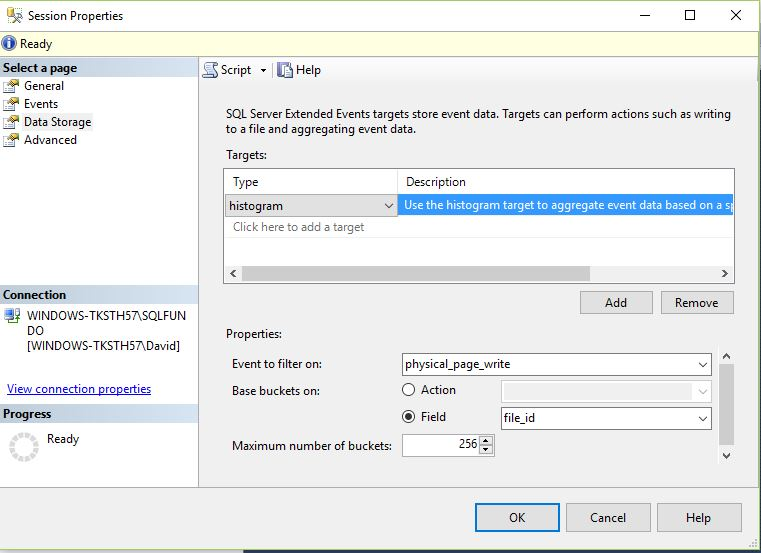 Session Properties
Ready
Select a page
General
Events
Data Storage
Advanced
Script
Help
SQL Server Extended Events targets store event data. Targets can perform actions such as writing
to a file and aggregating event data.
Targets:
Type Description
histogram Use the histogram target to aggregate event data based on a sp
Click here to add a target
Add Remove
Connection
WINDOWS-TKSTH57\SQLFUN
DO
[WINDOWS-TKSTH57\David]
View connection properties
Progress
Ready
Properties:
Event to filter on: physical_page_write
Base buckets on: Action
Field file_id
Maximum number of buckets: 256
OK Cancel Help